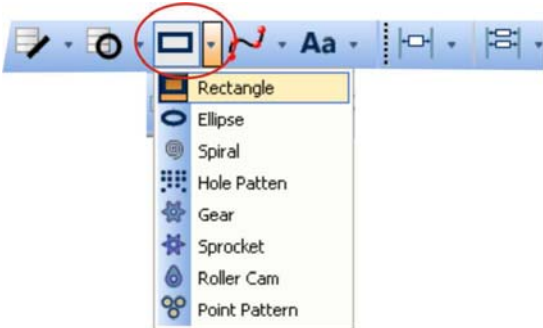 Aa
Rectangle
Ellipse
Spiral
Hole Patten
Gear
Sprocket
Roller Cam
Point Pattern